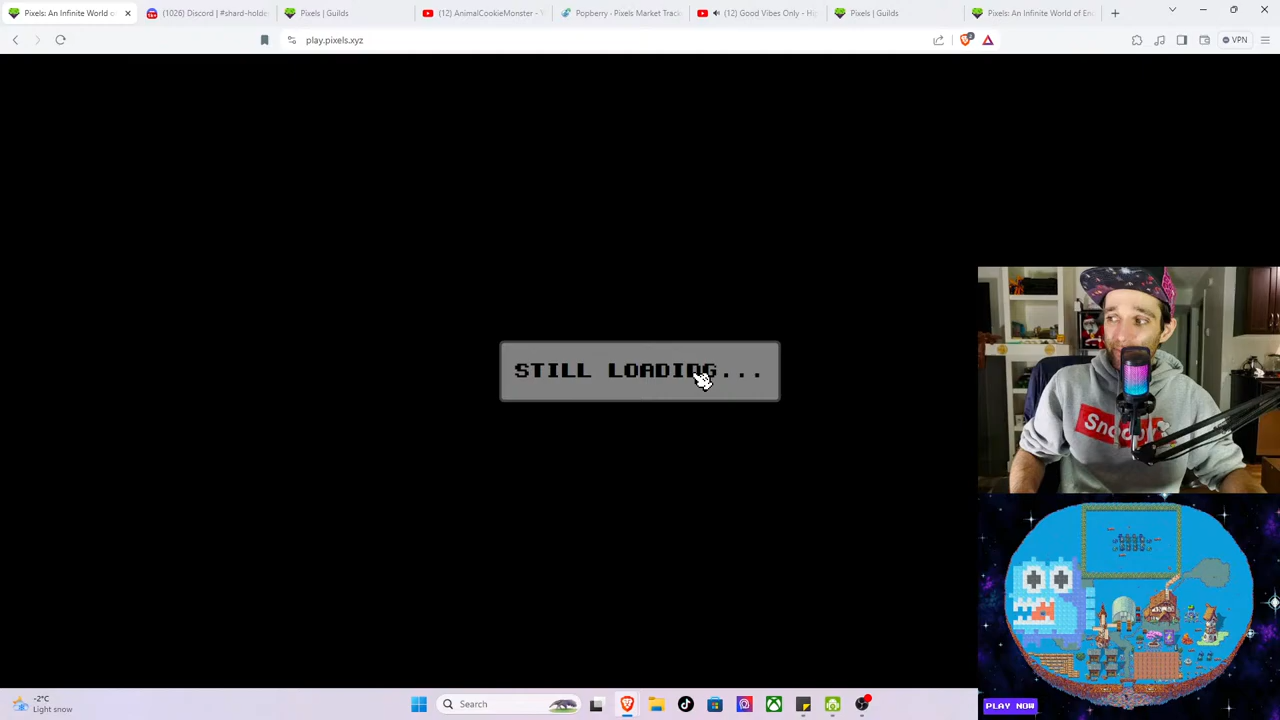 Pixels: An Infinite World o
(1026) Discord | #shard-holde
Pixels | Guilds
(12) AnimalCookieMonster -
Popberry - Pixels Market Track
(12) Good Vibes Only - Hi
Pixels | Guilds
Pixels: An Infinite World of En
play.pixels.xyz
2
VPN
STILL LOADING...
Snoopy
PLAY NOW
-2°C
Light snow
Search